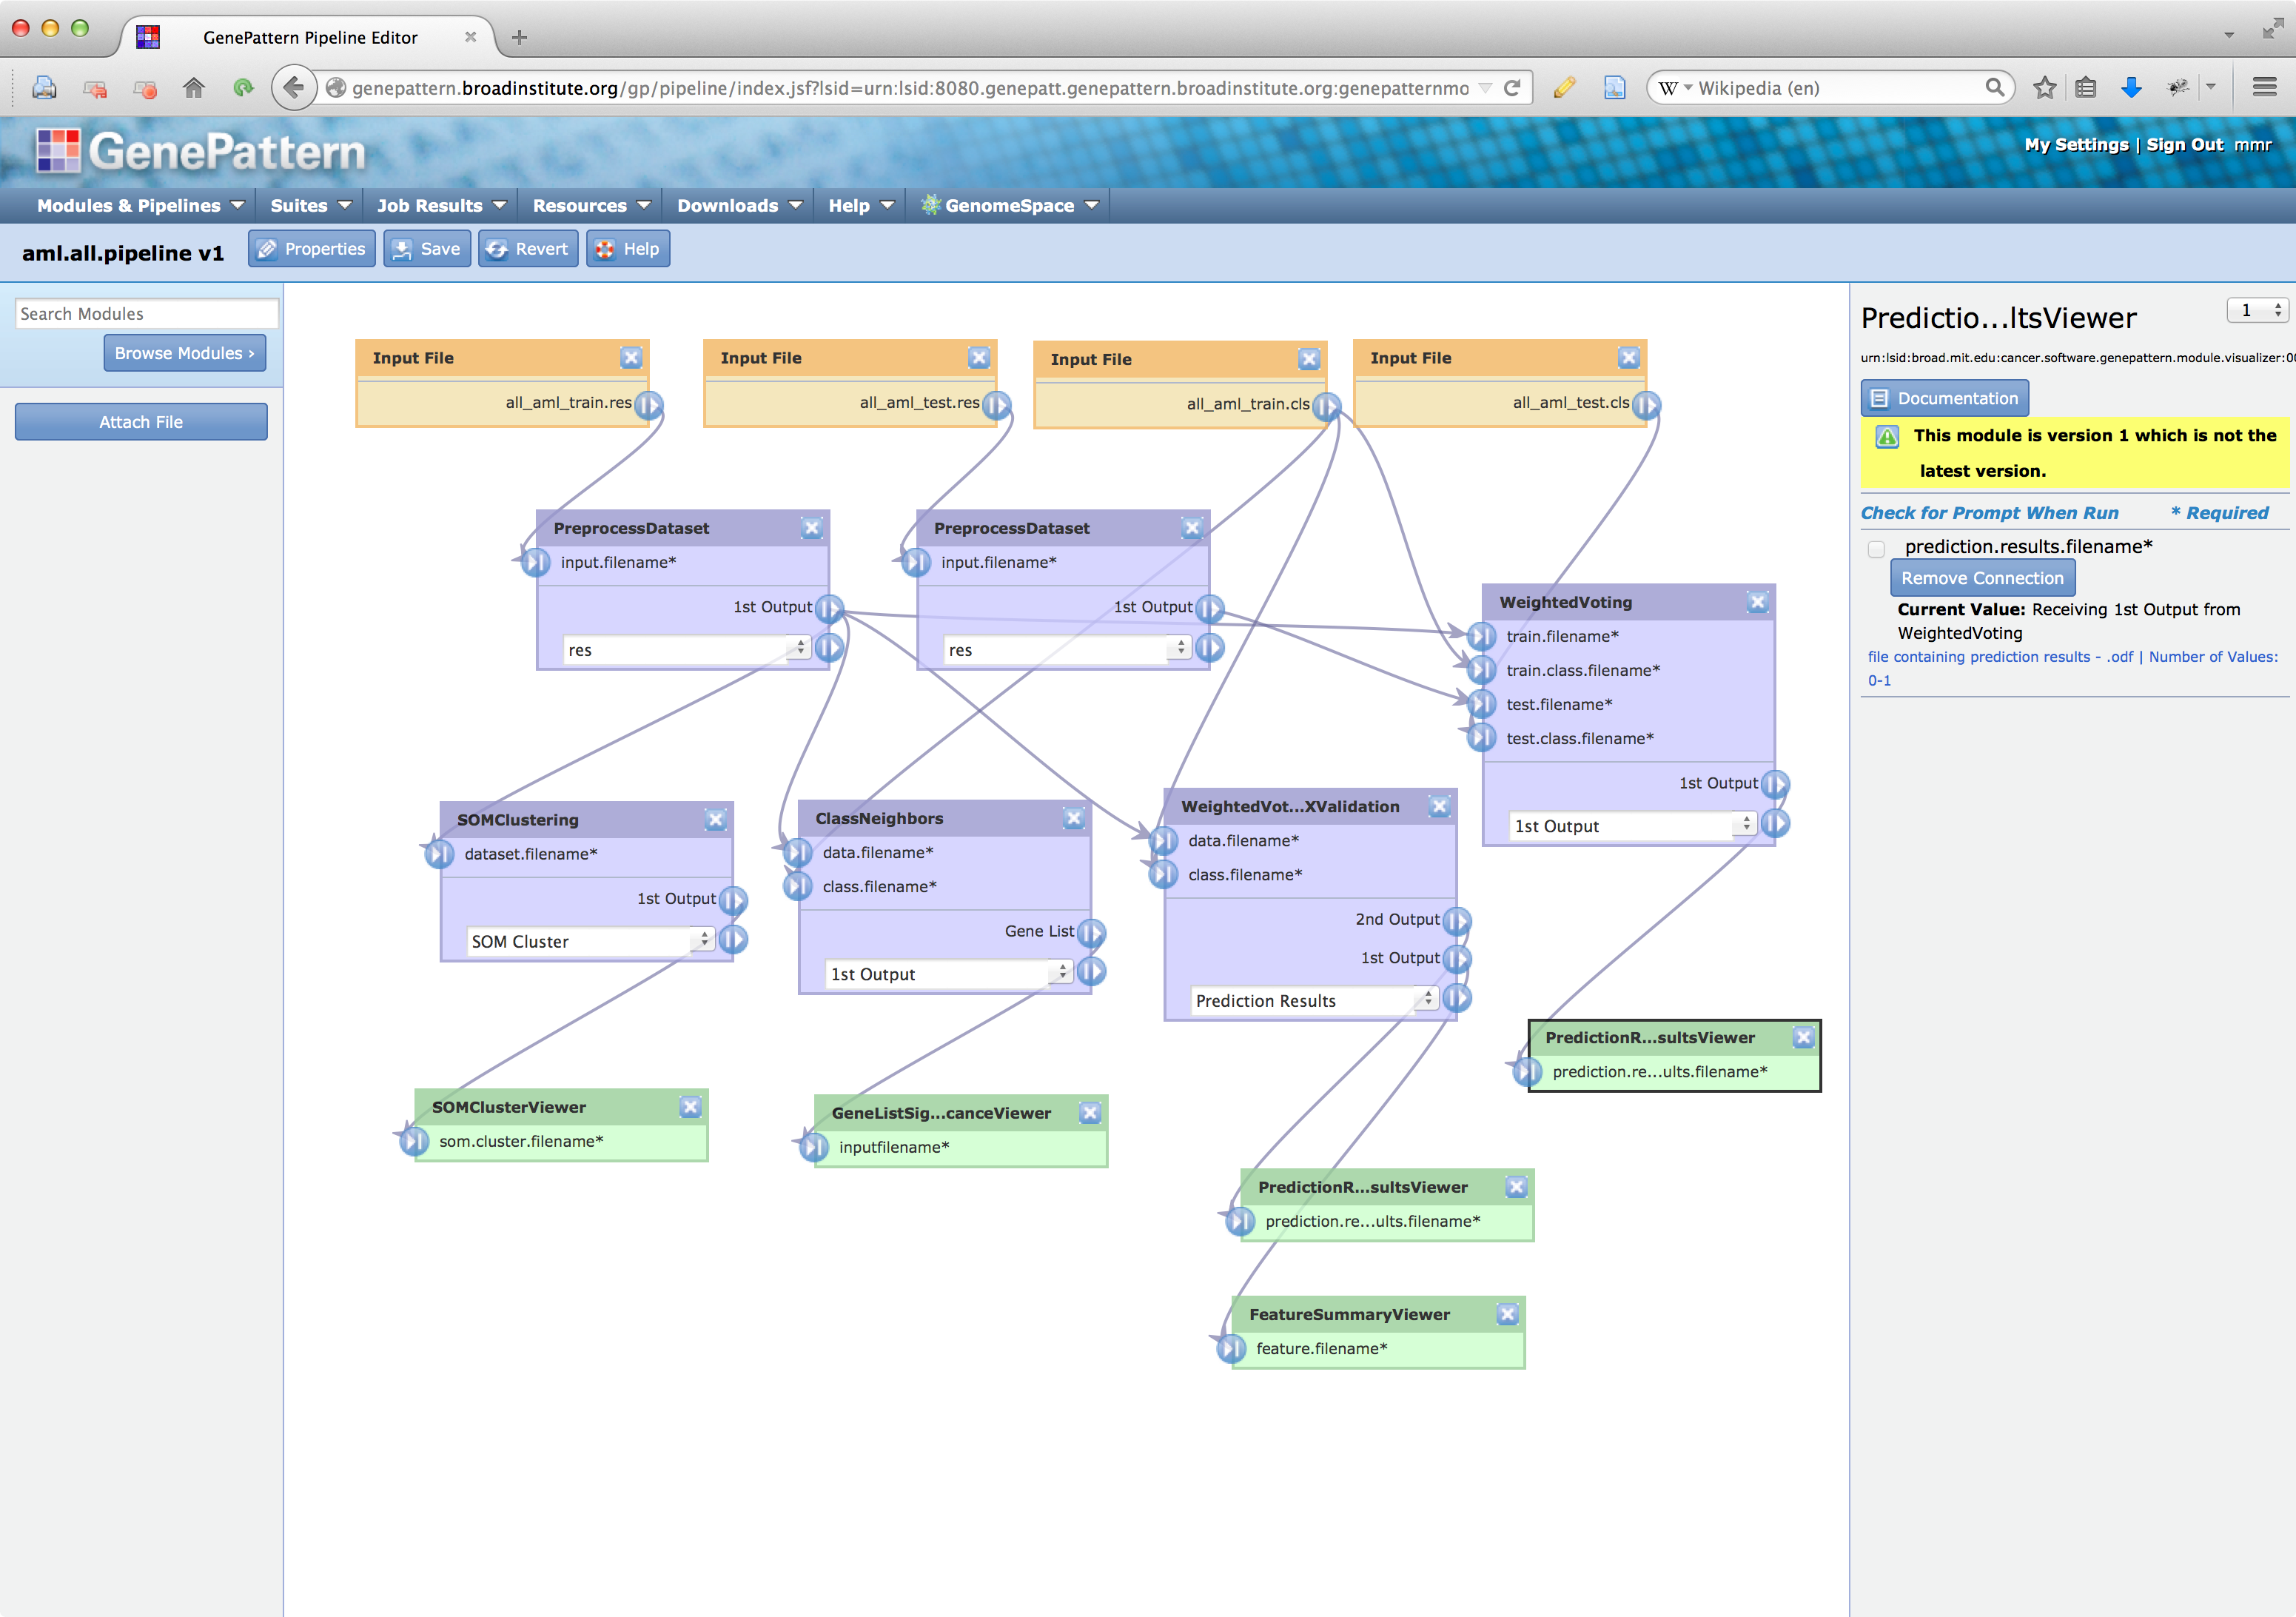 GenePattern Pipeline Editor
genepattern.broadinstitute.org/gp/pipeline/index.jsf?lsid=urn:lsid:8080.genepatt.genepattern.broadinstitute.org:genepatternmo
W Wikipedia (en)
GenePattern
My Settings | Sign Out mmr
Modules & Pipelines Suites Job Results Resources Downloads Help GenomeSpace
aml.all.pipeline v1 Properties Save Revert Help
Search Modules
Browse Modules ›
Attach File
Input File
all_aml_train.res
Input File
all_aml_test.res
Input File
all_aml_train.cls
Input File
all_aml_test.cls
PreprocessDataset
input.filename*
1st Output
res
PreprocessDataset
input.filename*
1st Output
res
WeightedVoting
train.filename*
train.class.filename*
test.filename*
test.class.filename*
1st Output
1st Output
SOMClustering
dataset.filename*
1st Output
SOM Cluster
ClassNeighbors
data.filename*
class.filename*
Gene List
1st Output
WeightedVot...XValidation
data.filename*
class.filename*
2nd Output
1st Output
Prediction Results
PredictionR...sultsViewer
prediction.re...ults.filename*
SOMClusterViewer
som.cluster.filename*
GeneListSig...canceViewer
inputfilename*
PredictionR...sultsViewer
prediction.re...ults.filename*
FeatureSummaryViewer
feature.filename*
Predictio...ltsViewer 1
urn:lsid:broad.mit.edu:cancer.software.genepattern.module.visualizer:00
Documentation
This module is version 1 which is not the
latest version.
Check for Prompt When Run * Required
prediction.results.filename*
Remove Connection
Current Value: Receiving 1st Output from
WeightedVoting
file containing prediction results - .odf | Number of Values:
0-1